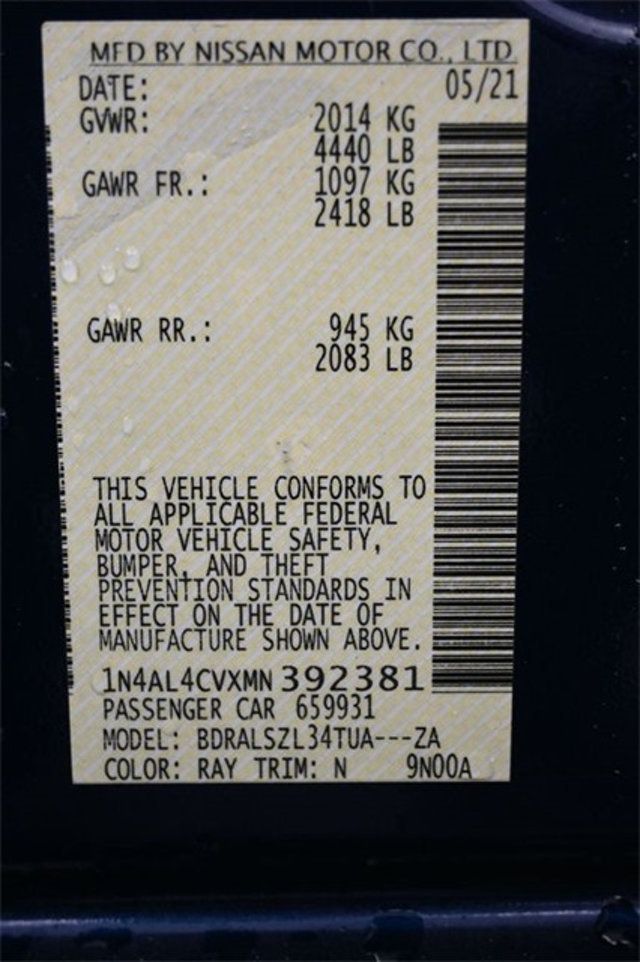 MFD BY NISSAN MOTOR CO., LTD.
DATE: 05/21
GVWR: 2014 KG
4440 LB
GAWR FR.: 1097 KG
2418 LB
GAWR RR.: 945 KG
2083 LB
THIS VEHICLE CONFORMS TO
ALL APPLICABLE FEDERAL
MOTOR VEHICLE SAFETY,
BUMPER, AND THEFT
PREVENTION STANDARDS IN
EFFECT ON THE DATE OF
MANUFACTURE SHOWN ABOVE.
1N4AL4CVXMN 392381
PASSENGER CAR 659931
MODEL: BDRALSZL34TUA---ZA
COLOR: RAY TRIM: N 9N00A